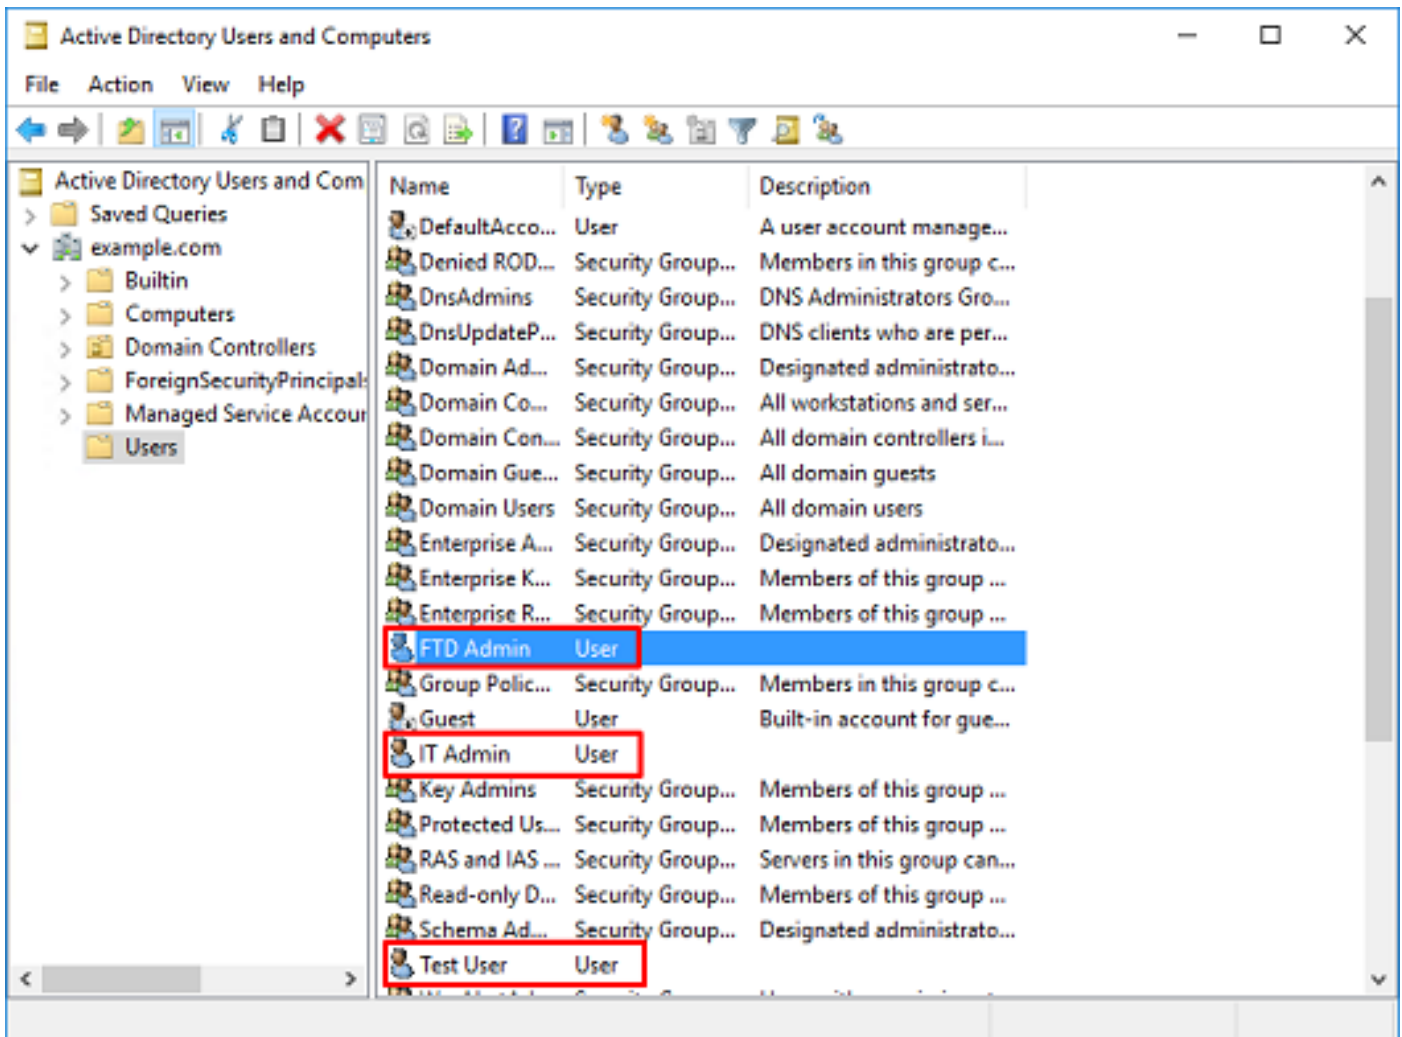 Active Directory Users and Computers
File Action View Help
Active Directory Users and Com
Saved Queries
example.com
Builtin
Computers
Domain Controllers
ForeignSecurityPrincipals
Managed Service Accour
Users
Name Type Description
DefaultAcco... User A user account manage...
Denied ROD... Security Group... Members in this group c...
DnsAdmins Security Group... DNS Administrators Gro...
DnsUpdateP... Security Group... DNS clients who are per...
Domain Ad... Security Group... Designated administrato...
Domain Co... Security Group... All workstations and ser...
Domain Con... Security Group... All domain controllers i...
Domain Gue... Security Group... All domain guests
Domain Users Security Group... All domain users
Enterprise A... Security Group... Designated administrato...
Enterprise K... Security Group... Members of this group ...
Enterprise R... Security Group... Members of this group ...
FTD Admin User
Group Polic... Security Group... Members in this group c...
Guest User Built-in account for gue...
IT Admin User
Key Admins Security Group... Members of this group ...
Protected Us... Security Group... Members of this group ...
RAS and IAS ... Security Group... Servers in this group can...
Read-only D... Security Group... Members of this group ...
Schema Ad... Security Group... Designated administrato...
Test User User